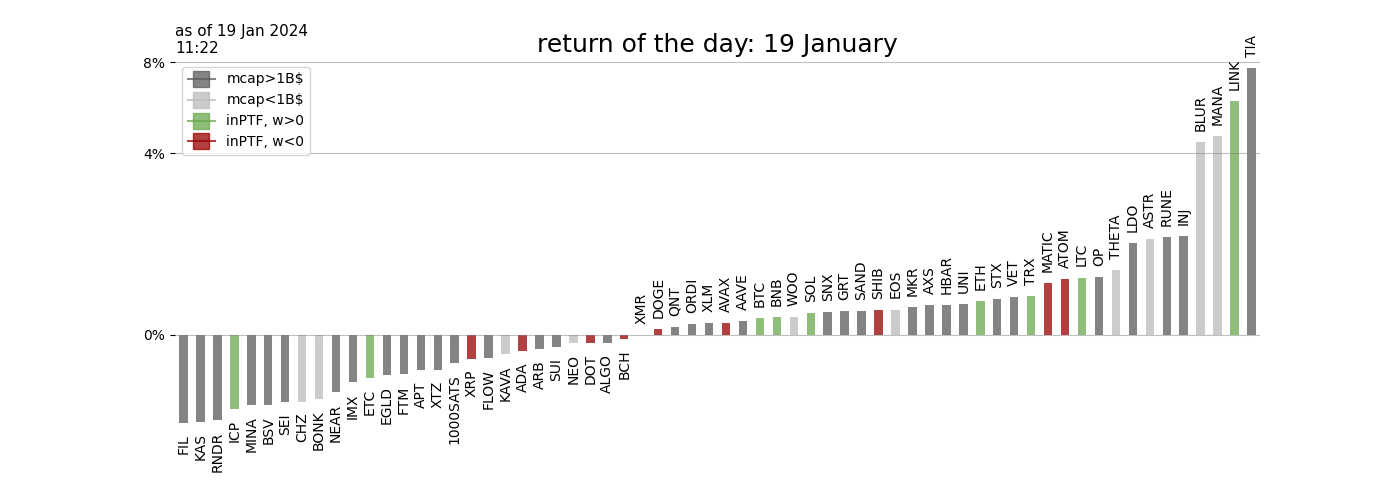 as of 19 Jan 2024
11:22
return of the day: 19 January
8%
4%
0%
mcap>1B$
mcap<1B$
inPTF, w>0
inPTF, w<0
FIL
KAS
RNDR
ICP
MINA
BSV
SEI
CHZ
BONK
NEAR
IMX
ETC
EGLD
FTM
APT
XTZ
1000SATS
XRP
FLOW
KAVA
ADA
ARB
SUI
NEO
DOT
ALGO
BCH
XMR
DOGE
QNT
ORDI
XLM
AVAX
AAVE
BTC
BNB
WOO
SOL
SNX
GRT
SAND
SHIB
EOS
MKR
AXS
HBAR
UNI
ETH
STX
VET
TRX
MATIC
ATOM
LTC
OP
THETA
LDO
ASTR
RUNE
INJ
BLUR
MANA
LINK
TIA